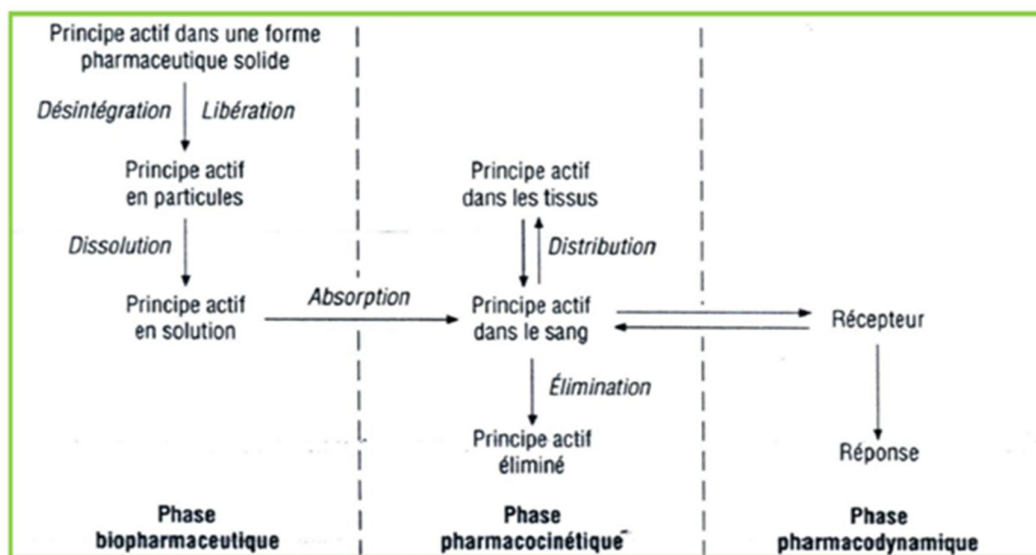 Principe actif dans une forme
pharmaceutique solide
Désintégration
Libération
Principe actif
en particules
Dissolution
Principe actif
en solution
Absorption
Principe actif
dans les tissus
Distribution
Principe actif
dans le sang
Élimination
Principe actif
éliminé
Récepteur
Réponse
Phase
biopharmaceutique
Phase
pharmacocinétique
Phase
pharmacodynamique